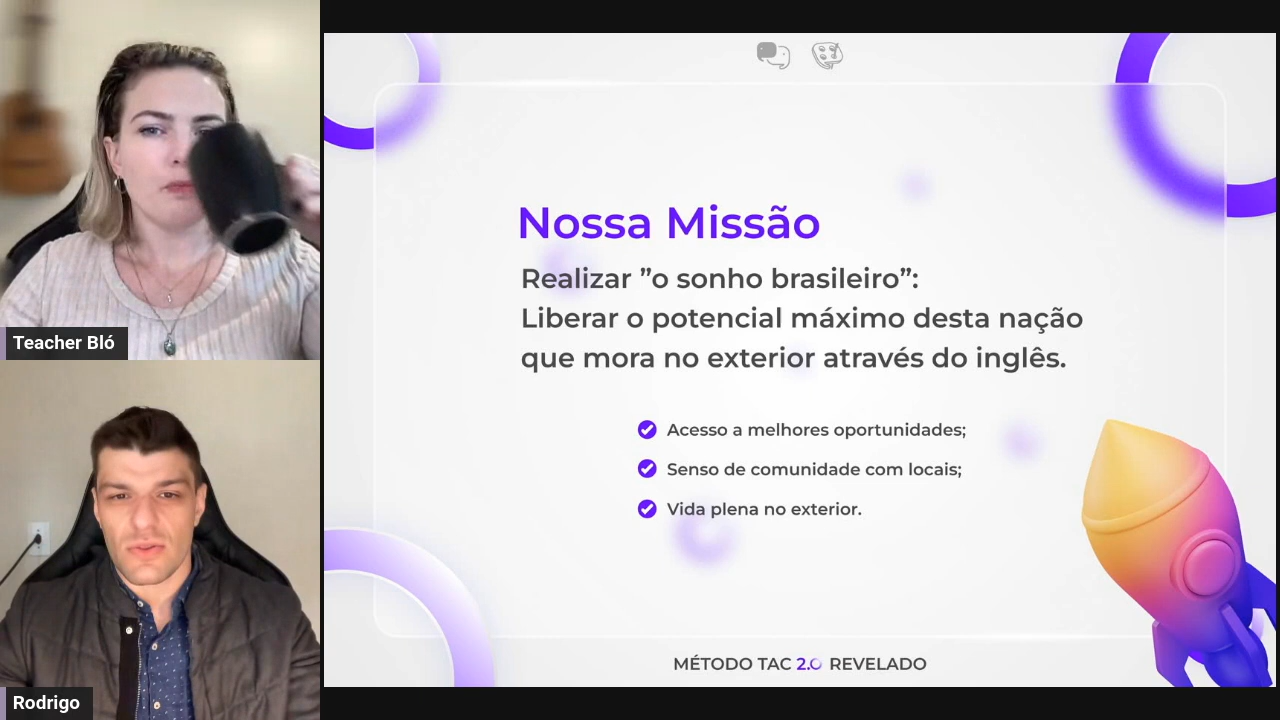 Teacher Bló
Rodrigo
Nossa Missão
Realizar ”o sonho brasileiro”:
Liberar o potencial máximo desta nação
que mora no exterior através do inglês.
Acesso a melhores oportunidades;
Senso de comunidade com locais;
Vida plena no exterior.
MÉTODO TAC 2.0 REVELADO